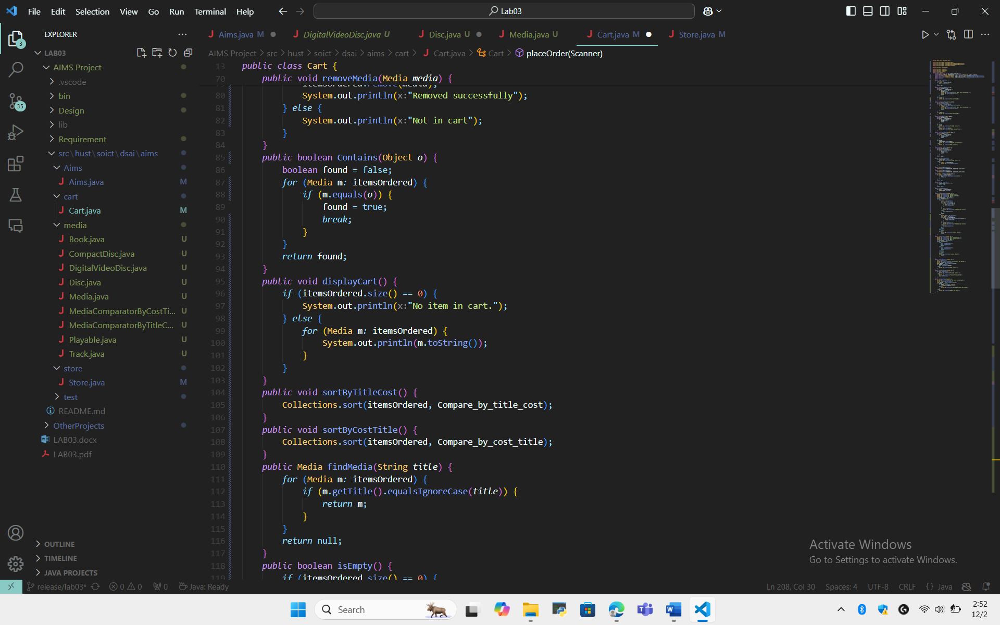 File Edit Selection View Go Run Terminal Help
Lab03
EXPLORER
LAB03
AIMS Project
.vscode
bin
Design
lib
Requirement
src\hust\soict\dsai\aims
Aims
Aims.java M
cart
Cart.java M
media
Book.java U
CompactDisc.java U
DigitalVideoDisc.java U
Disc.java U
Media.java U
MediaComparatorByCostTi... U
MediaComparatorByTitleC... U
Playable.java U
Track.java U
store
Store.java M
test
README.md
OtherProjects
LAB03.docx
LAB03.pdf
OUTLINE
TIMELINE
JAVA PROJECTS
3
35
Aims.java M DigitalVideoDisc.java U Disc.java U Media.java U Cart.java M Store.java M
AIMS Project > src > hust > soict > dsai > aims > cart > Cart.java > Cart > placeOrder(Scanner)
13 public class Cart {
70 public void removeMedia(Media media) {
itemsOrdered.remove(media);
80 System.out.println(x:"Removed successfully");
81 } else {
82 System.out.println(x:"Not in cart");
83 }
84 }
85 public boolean Contains(Object o) {
86 boolean found = false;
87 for (Media m: itemsOrdered) {
88 if (m.equals(o)) {
89 found = true;
90 break;
91 }
92 }
93 return found;
94 }
95 public void displayCart() {
96 if (itemsOrdered.size() == 0) {
97 System.out.println(x:"No item in cart.");
98 } else {
99 for (Media m: itemsOrdered) {
100 System.out.println(m.toString());
101 }
102 }
103 }
104 public void sortByTitleCost() {
105 Collections.sort(itemsOrdered, Compare_by_title_cost);
106 }
107 public void sortByCostTitle() {
108 Collections.sort(itemsOrdered, Compare_by_cost_title);
109 }
110 public Media findMedia(String title) {
111 for (Media m: itemsOrdered) {
112 if (m.getTitle().equalsIgnoreCase(title)) {
113 return m;
114 }
115 }
116 return null;
117 }
118 public boolean isEmpty() {
119 if (itemsOrdered.size() == 0) {
Activate Windows
Go to Settings to activate Windows.
release/lab03* 0 0 0 Java: Ready
Ln 208, Col 30 Spaces: 4 UTF-8 CRLF {} Java
Search
2:52
12/2